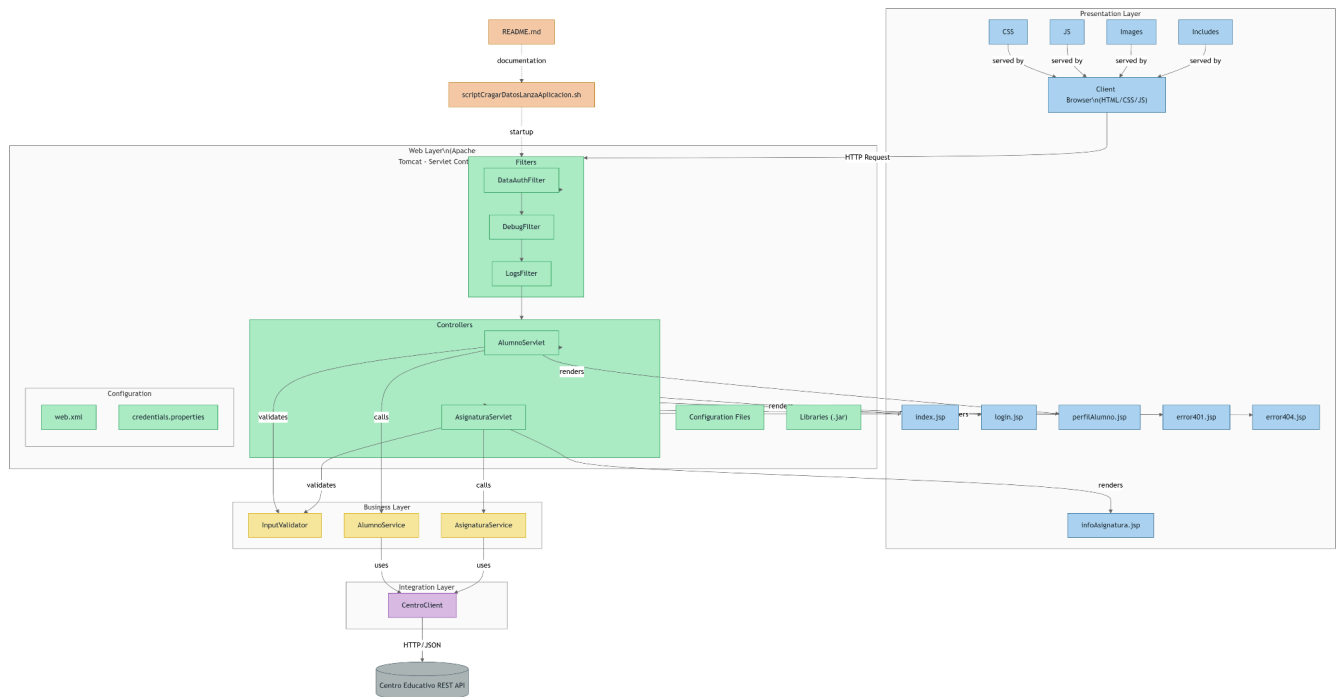 Presentation Layer
README.md
CSS
JS
Images
Includes
documentation
served by
served by
served by
served by
scriptCragarDatosLanzaAplicacion.sh
Client
Browser\n(HTML/CSS/JS)
startup
Web Layer\n(Apache
Tomcat - Servlet Cont
Filters
HTTP Request
DataAuthFilter
DebugFilter
LogsFilter
Controllers
AlumnoServlet
renders
Configuration
web.xml
credentials.properties
validates
calls
AsignaturaServlet
renders
Configuration Files
Libraries (.jar)
index.jsp
login.jsp
perfilAlumno.jsp
error401.jsp
error404.jsp
validates
calls
renders
Business Layer
InputValidator
AlumnoService
AsignaturaService
infoAsignatura.jsp
uses
uses
Integration Layer
CentroClient
HTTP/JSON
Centro Educativo REST API